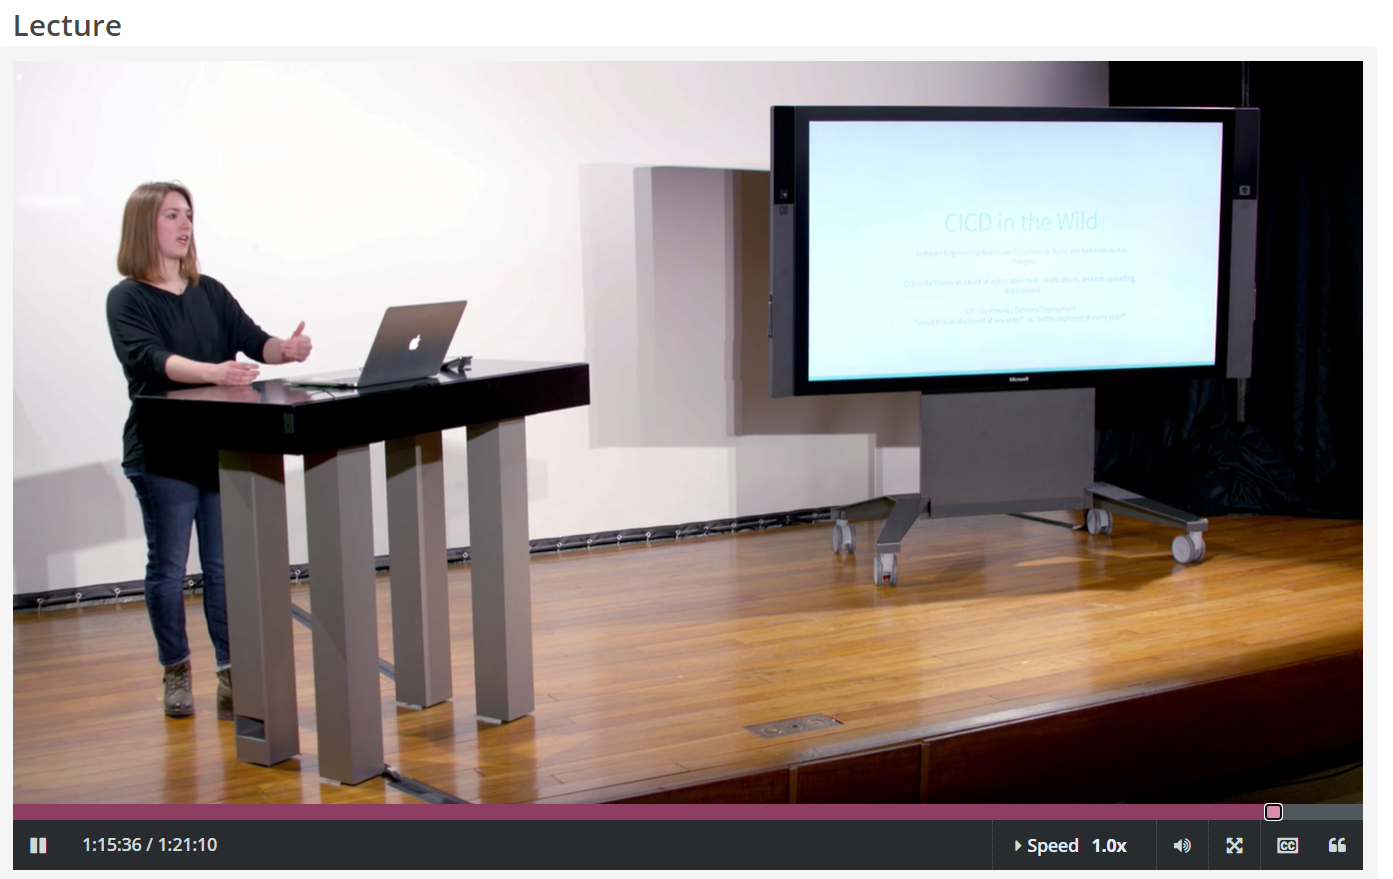 Lecture
CICD in the Wild
Software Engineering teams use CI systems to build and test code as it is
changed
CI also functions as a kind of automation hub: notifications, artifacts uploading,
deployment
CD - Continuous Delivery/Deployment
"could this be deployed at any step?", vs. "is this deployed at every step?"
Microsoft
1:15:36 / 1:21:10
Speed 1.0x
CC